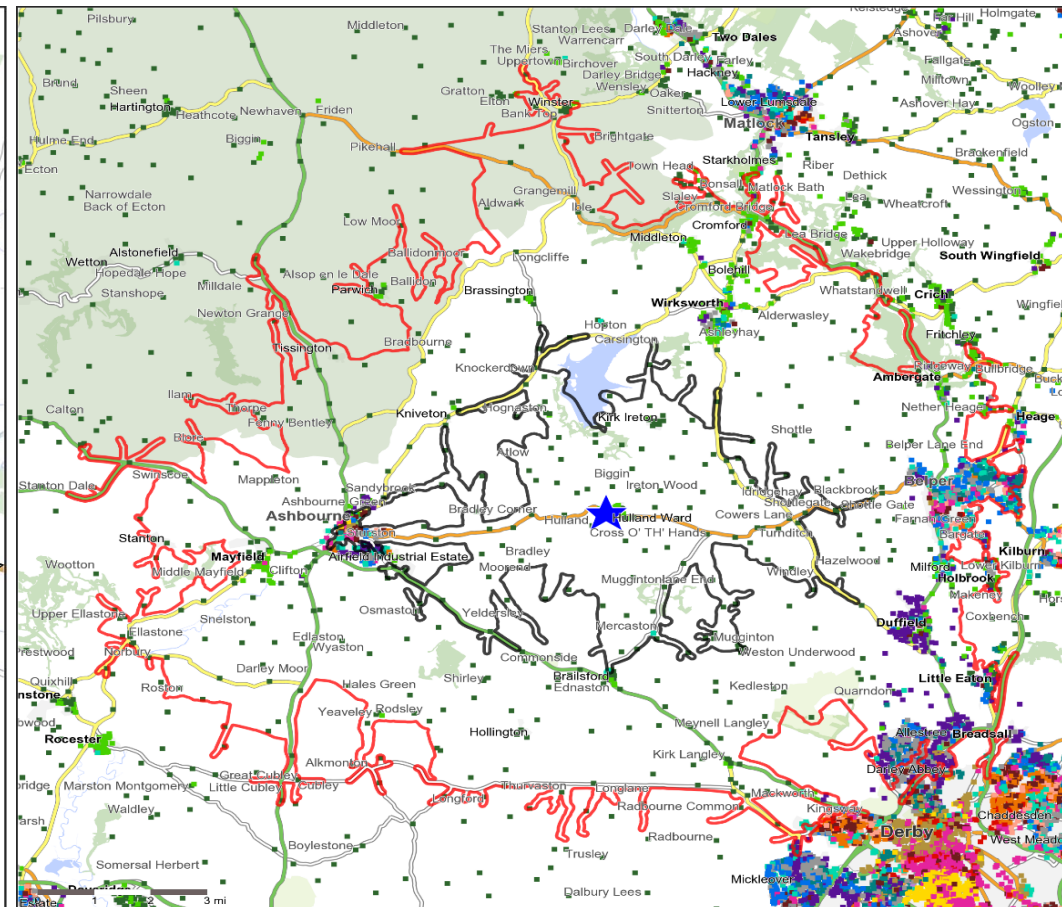 Pilsbury
Middleton
Stanton Lees
Darley Dale
Holmgate
Warrencarr
Two Dales
Ashover
The Miers
Uppertown
Birchover
South Darley
Farley
Fallgate
Darley Bridge
Hackney
Milltown
Brund
Sheen
Gratton
Wensley
Woolley
Elton
Winster
Oaker
Lower Lumsdale
Ashover Hay
Hartington
Heathcote
Newhaven
Friden
Bank Top
Snitterton
Matlock
Ogston
Hulme End
Biggin
Pikehall
Brightgate
Tansley
Brackenfield
Ecton
Starkholmes
Riber
Town Head
Dethick
Bonsall
Matlock Bath
Wessington
Narrowdale
Back of Ecton
Grangemill
Slaley
Lea
Aldwark
Ible
Cromford Bridge
Wheatcroft
Low Moor
Cromford
Lea Bridge
Middleton
Upper Holloway
Alstonefield
Ballidonmoor
Longcliffe
Wakebridge
South Wingfield
Wetton
Hopedale
Hope
Alsop en le Dale
Bolehill
Milldale
Ballidon
Stanshope
Parwich
Brassington
Whatstandwell
Crich
Wirksworth
Newton Grange
Alderwasley
Hopton
Ashleyhay
Fritchley
Carsington
Tissington
Bradbourne
Knockerdown
Ridgeway
Bullbridge
Ambergate
Ilam
Nether Heage
Calton
Thorpe
Kniveton
Hognaston
Kirk Ireton
Heage
Fenny Bentley
Shottle
Blore
Atlow
Belper Lane End
Swinscoe
Biggin
Stanton Dale
Mappleton
Sandybrook
Ireton Wood
Belper
Idridgehay
Blackbrook
Ashbourne Green
Bradley Corner
Shottlegate
Shottle Gate
Ashbourne
Hulland
Hulland Ward
Cowers Lane
Farnah Green
Sturston
Cross O' TH' Hands
Turnditch
Bargate
Stanton
Mayfield
Airfield Industrial Estate
Bradley
Hazelwood
Kilburn
Wootton
Middle Mayfield
Clifton
Moorend
Windley
Milford
Lower Kilburn
Muggintonlane End
Holbrook
Makeney
Upper Ellastone
Osmaston
Yeldersley
Coxbench
Snelston
Mercaston
Duffield
Ellastone
Edlaston
Mugginton
Norbury
Wyaston
Commonside
Weston Underwood
Darley Moor
Shirley
Brailsford
Little Eaton
Quixhill
Roston
Hales Green
Ednaston
Kedleston
Quarndon
Yeaveley
Rodsley
Meynell Langley
Rocester
Hollington
Allestree
Breadsall
Kirk Langley
Alkmonton
Darley Abbey
Great Cubley
Marston Montgomery
Little Cubley
Cubley
Longford
Thurvaston
Longlane
Mackworth
Kingsway
Waldley
Radbourne Common
Chaddesden
Derby
Boylestone
Radbourne
Trusley
Somersal Herbert
Mickleover
Dalbury Lees
1
2
3 mi